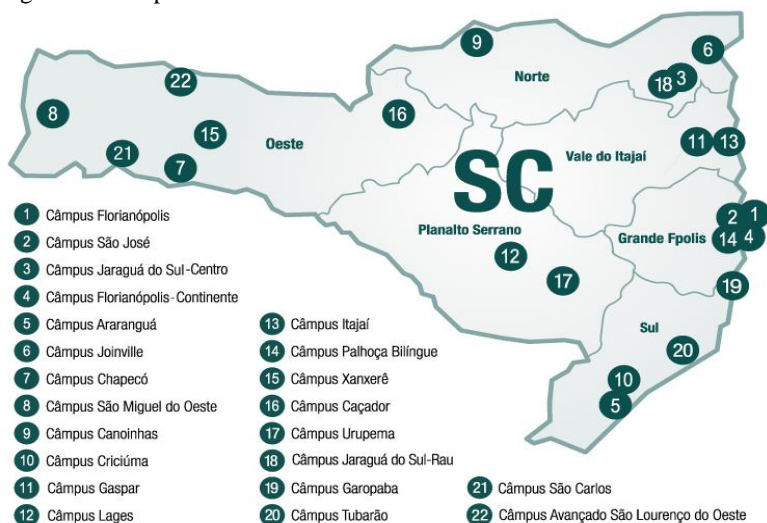 9
6
22
Norte
18
3
8
16
15
Oeste
11
13
21
7
Vale do Itajaí
SC
2
1
Planalto Serrano
Grande Fpolis
14
4
12
17
19
Sul
20
10
5
1 Câmpus Florianópolis
2 Câmpus São José
3 Câmpus Jaraguá do Sul-Centro
4 Câmpus Florianópolis-Continente
5 Câmpus Araranguá
6 Câmpus Joinville
7 Câmpus Chapecó
8 Câmpus São Miguel do Oeste
9 Câmpus Canoinhas
10 Câmpus Criciúma
11 Câmpus Gaspar
12 Câmpus Lages
13 Câmpus Itajaí
14 Câmpus Palhoça Bilíngue
15 Câmpus Xanxerê
16 Câmpus Caçador
17 Câmpus Urupema
18 Câmpus Jaraguá do Sul-Rau
19 Câmpus Garopaba
20 Câmpus Tubarão
21 Câmpus São Carlos
22 Câmpus Avançado São Lourenço do Oeste